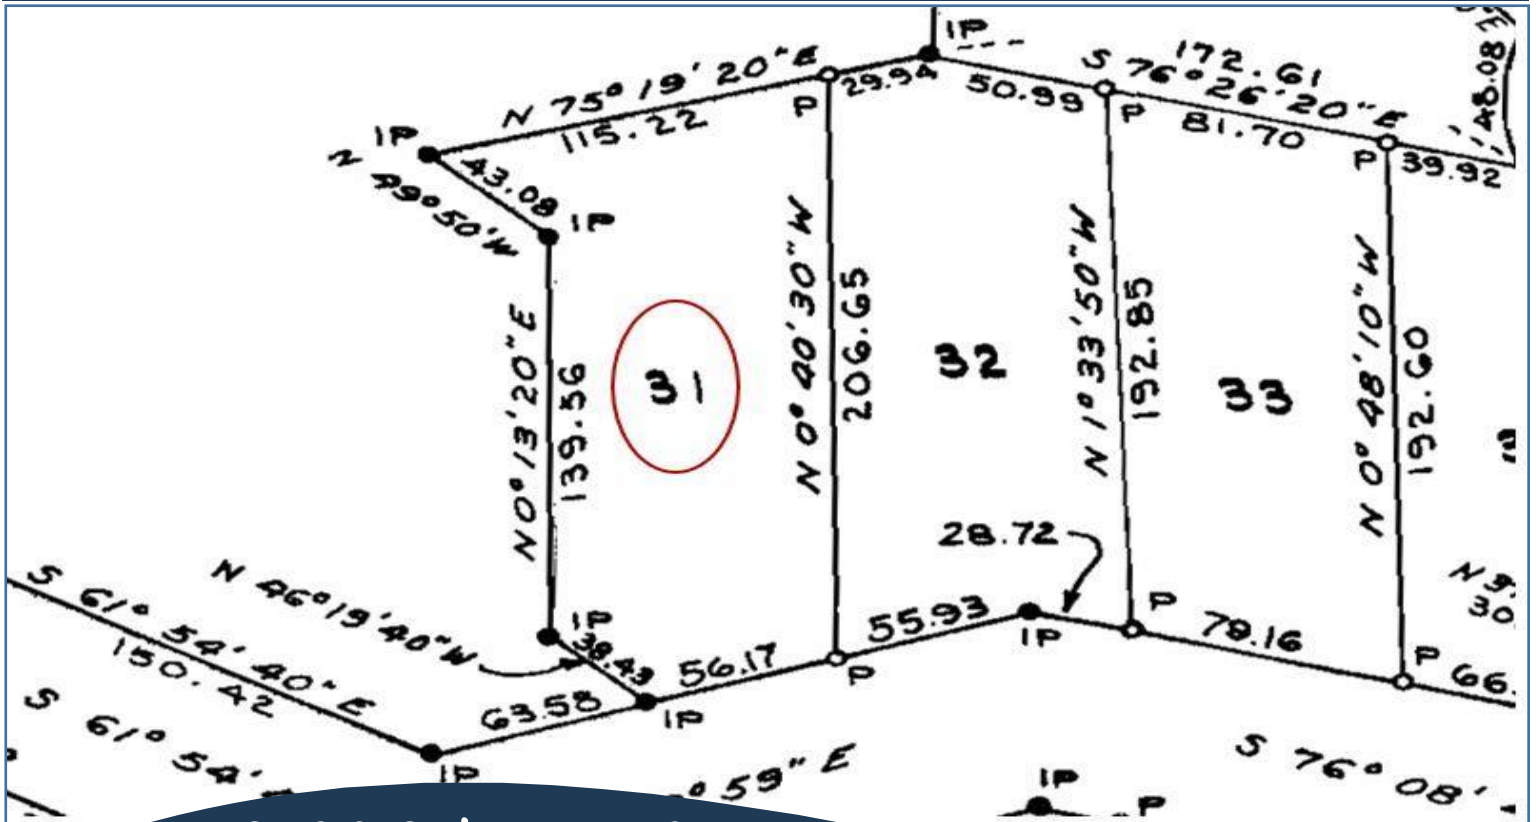 IP
172.61
S 76° 26' 20" E
48.08
N 75° 19' 20" E
29.94
50.99
115.22
P
P
81.70
P
39.92
IP
43.08
N 49° 50' W
IP
N 0° 13' 20" E
139.56
31
N 0° 40' 30" W
206.65
32
N 1° 33' 50" W
192.85
33
N 0° 48' 10" W
192.60
28.72
S 61° 54' 40" E
150.42
N 46° 19' 40" W
IP
38.43
63.58
56.17
55.93
IP
P
78.16
P
66.
IP
IP
P
S 61° 54'
° 59" E
S 76° 08'
IP
P
30